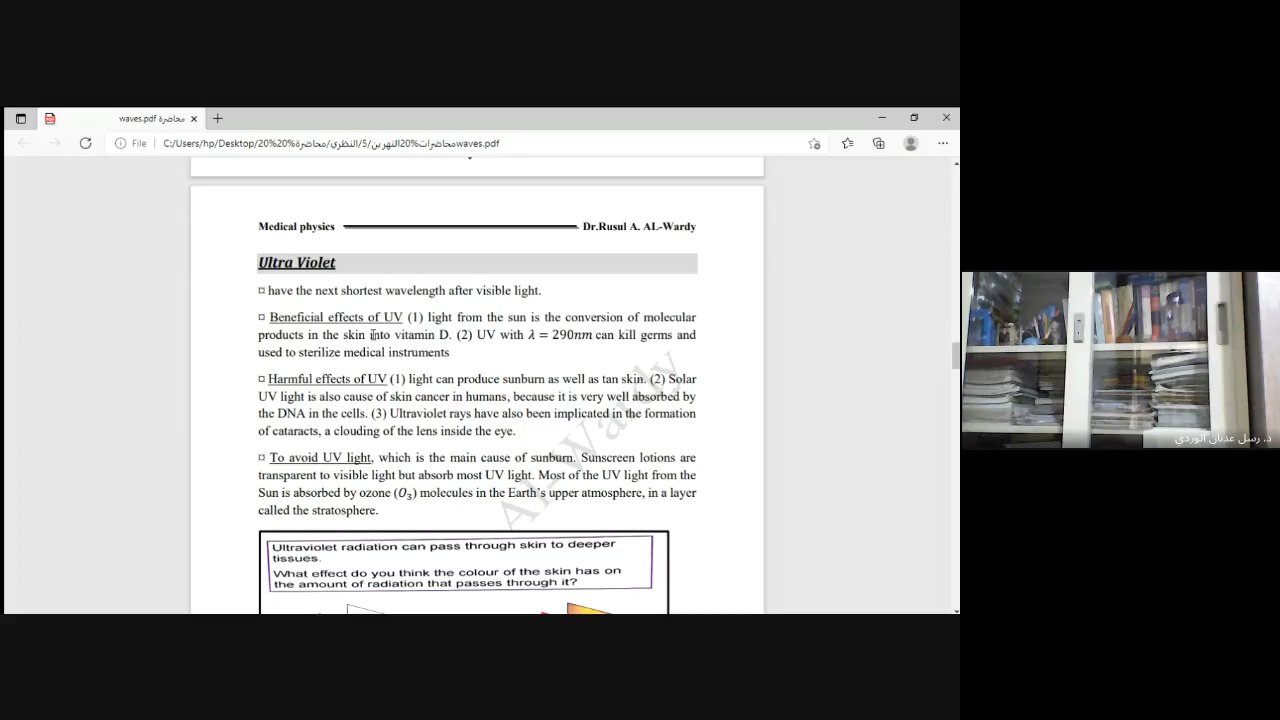 محاضرة waves.pdf
File
C:/Users/hp/Desktop/20%20%محاضرات%20النهرين/5/النظري/محاضرةwaves.pdf
Medical physics Dr.Rusul A. AL-Wardy
Ultra Violet
¤ have the next shortest wavelength after visible light.
¤ Beneficial effects of UV (1) light from the sun is the conversion of molecular
products in the skin into vitamin D. (2) UV with λ = 290nm can kill germs and
used to sterilize medical instruments
¤ Harmful effects of UV (1) light can produce sunburn as well as tan skin. (2) Solar
UV light is also cause of skin cancer in humans, because it is very well absorbed by
the DNA in the cells. (3) Ultraviolet rays have also been implicated in the formation
of cataracts, a clouding of the lens inside the eye.
¤ To avoid UV light, which is the main cause of sunburn. Sunscreen lotions are
transparent to visible light but absorb most UV light. Most of the UV light from the
Sun is absorbed by ozone (O₃) molecules in the Earth's upper atmosphere, in a layer
called the stratosphere.
Al-Wardy
Ultraviolet radiation can pass through skin to deeper
tissues.
What effect do you think the colour of the skin has on
the amount of radiation that passes through it?
د. رسل عدنان الوردي